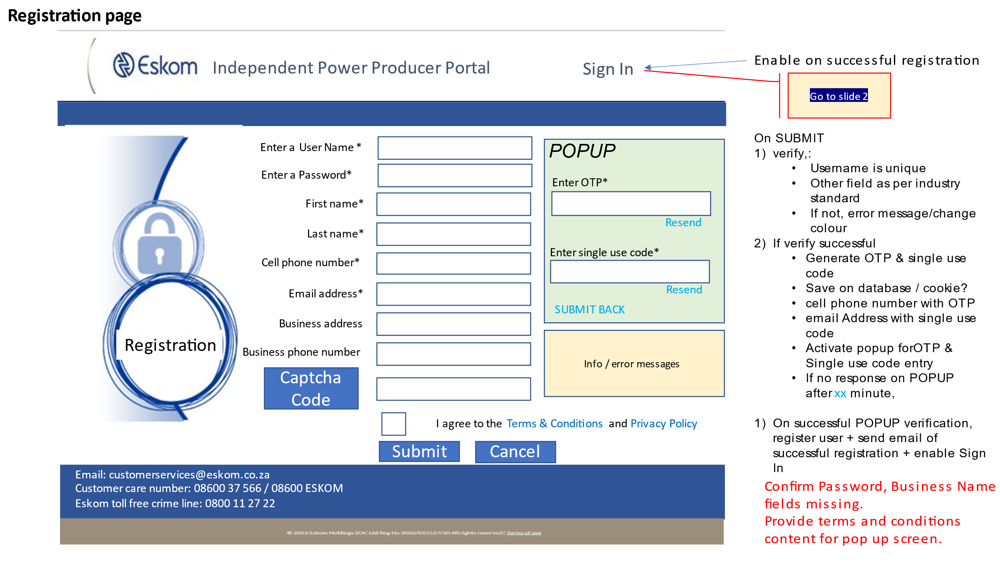 Registration page
Eskom
Independent Power Producer Portal
Sign In
Enable on successful registration
Go to slide 2
Enter a User Name *
Enter a Password*
First name*
Last name*
Cell phone number*
Email address*
Business address
Business phone number
Captcha
Code
Registration
POPUP
Enter OTP*
Resend
Enter single use code*
Resend
SUBMIT BACK
Info / error messages
I agree to the Terms & Conditions and Privacy Policy
Submit
Cancel
On SUBMIT
1) verify,:
• Username is unique
• Other field as per industry
standard
• If not, error message/change
colour
2) If verify successful
• Generate OTP & single use
code
• Save on database / cookie?
• cell phone number with OTP
• email Address with single use
code
• Activate popup forOTP &
Single use code entry
• If no response on POPUP
after xx minute,
1) On successful POPUP verification,
register user + send email of
successful registration + enable Sign
In
Confirm Password, Business Name
fields missing.
Provide terms and conditions
content for pop up screen.
Email: customerservices@eskom.co.za
Customer care number: 08600 37 566 / 08600 ESKOM
Eskom toll free crime line: 0800 11 27 22
© 2022 Eskom Holdings SOC Ltd Reg No 2002/015527/30 All rights reserved | Terms of use